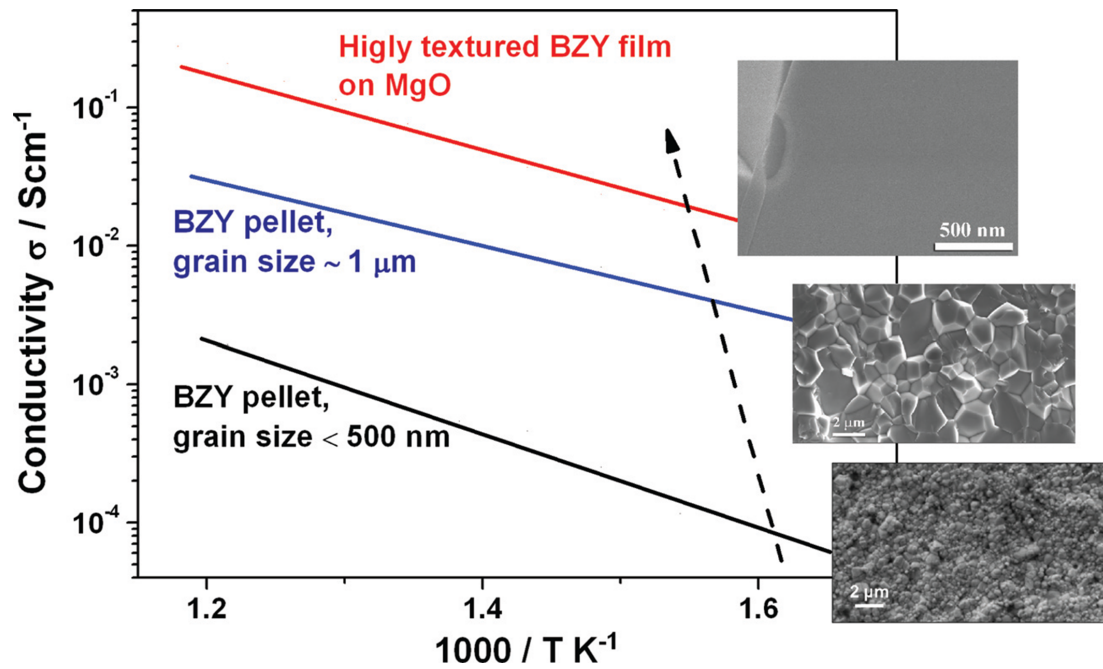 Higly textured BZY film
on MgO
BZY pellet,
grain size ~ 1 μm
BZY pellet,
grain size < 500 nm
Conductivity σ / Scm⁻¹
10⁻¹
10⁻²
10⁻³
10⁻⁴
1.2
1.4
1.6
1000 / T K⁻¹
500 nm
2 μm
2 μm